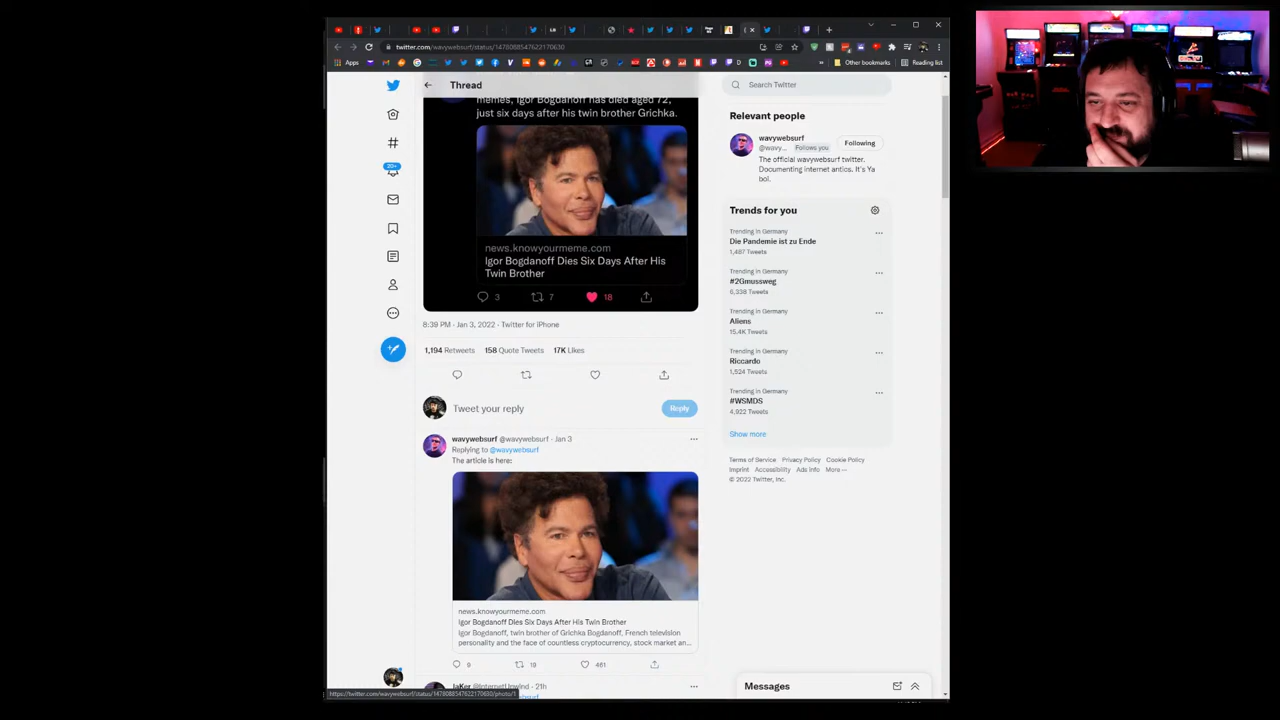 twitter.com/wavywebsurf/status/1478088547622170630
Apps
Other bookmarks
Reading list
Thread
memes, Igor Bogdanoff has died aged 72,
just six days after his twin brother Grichka.
news.knowyourmeme.com
Igor Bogdanoff Dies Six Days After His
Twin Brother
3
7
18
8:39 PM · Jan 3, 2022 · Twitter for iPhone
1,194 Retweets 158 Quote Tweets 17K Likes
Tweet your reply
Reply
wavywebsurf @wavywebsurf · Jan 3
Replying to @wavywebsurf
The article is here:
news.knowyourmeme.com
Igor Bogdanoff Dies Six Days After His Twin Brother
Igor Bogdanoff, twin brother of Grichka Bogdanoff, French television
personality and the face of countless cryptocurrency, stock market an...
9
19
461
JaKer @InternetUnwind · 21h
https://twitter.com/wavywebsurf/status/1478088547622170630/photo/1
20+
Search Twitter
Relevant people
wavywebsurf
@wavy... Follows you
Following
The official wavywebsurf twitter.
Documenting internet antics. It's Ya
boi.
Trends for you
Trending in Germany
Die Pandemie ist zu Ende
1,487 Tweets
Trending in Germany
#2Gmussweg
6,338 Tweets
Trending in Germany
Aliens
15.4K Tweets
Trending in Germany
Riccardo
1,524 Tweets
Trending in Germany
#WSMDS
4,922 Tweets
Show more
Terms of Service Privacy Policy Cookie Policy
Imprint Accessibility Ads info More ···
© 2022 Twitter, Inc.
Messages